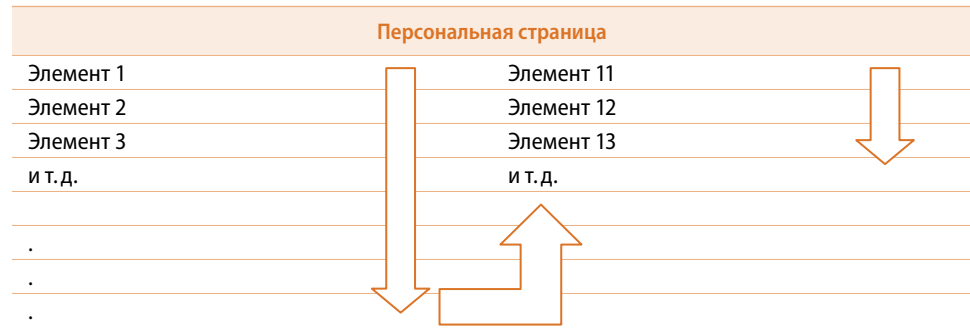 Персональная страница
Элемент 1
Элемент 2
Элемент 3
и т. д.
.
.
.
Элемент 11
Элемент 12
Элемент 13
и т. д.